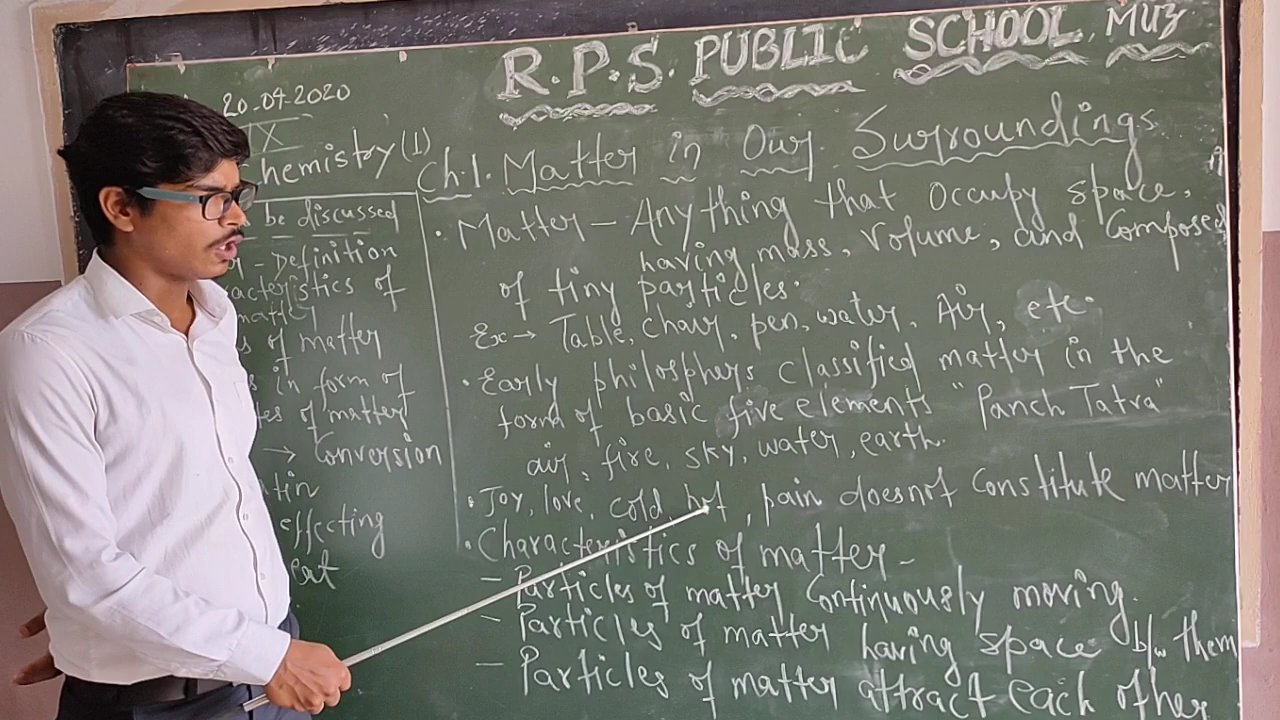 R.P.S. PUBLIC SCHOOL, MUZ
20-04-2020
IX
hemistry(1)
be discussed
- Definition
racteristics of
matter
s of matter
s in form of
tes of matter
→ Conversion
effecting
eat
Ch.1. Matter in Our Surroundings
• Matter - Anything that occupy space,
having mass, volume, and composed
of tiny particles.
Ex → Table, chair, pen, water, Air, etc.
• Early philosphers classified matter in the
form of basic five elements "Panch Tatva"
air, fire, sky, water, earth.
• Joy, love, cold hot, pain doesnot constitute matter
• Characteristics of matter -
- Particles of matter Continuously moving.
- Particles of matter having space b/w them
- Particles of matter attract each other